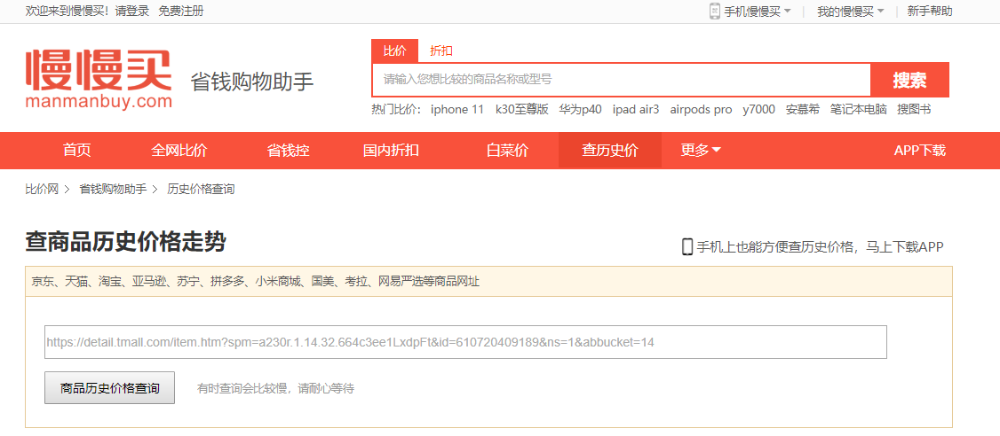 欢迎来到慢慢买！请登录 免费注册 手机慢慢买 我的慢慢买 新手帮助
慢慢买
manmanbuy.com
省钱购物助手
比价 折扣
请输入您想比较的商品名称或型号 搜索
热门比价： iphone 11 k30至尊版 华为p40 ipad air3 airpods pro y7000 安慕希 笔记本电脑 搜图书
首页 全网比价 省钱控 国内折扣 白菜价 查历史价 更多 APP下载
比价网 > 省钱购物助手 > 历史价格查询
查商品历史价格走势
手机上也能方便查历史价格，马上下载APP
京东、天猫、淘宝、亚马逊、苏宁、拼多多、小米商城、国美、考拉、网易严选等商品网址
https://detail.tmall.com/item.htm?spm=a230r.1.14.32.664c3ee1LxdpFt&id=610720409189&ns=1&abbucket=14
商品历史价格查询 有时查询会比较慢，请耐心等待